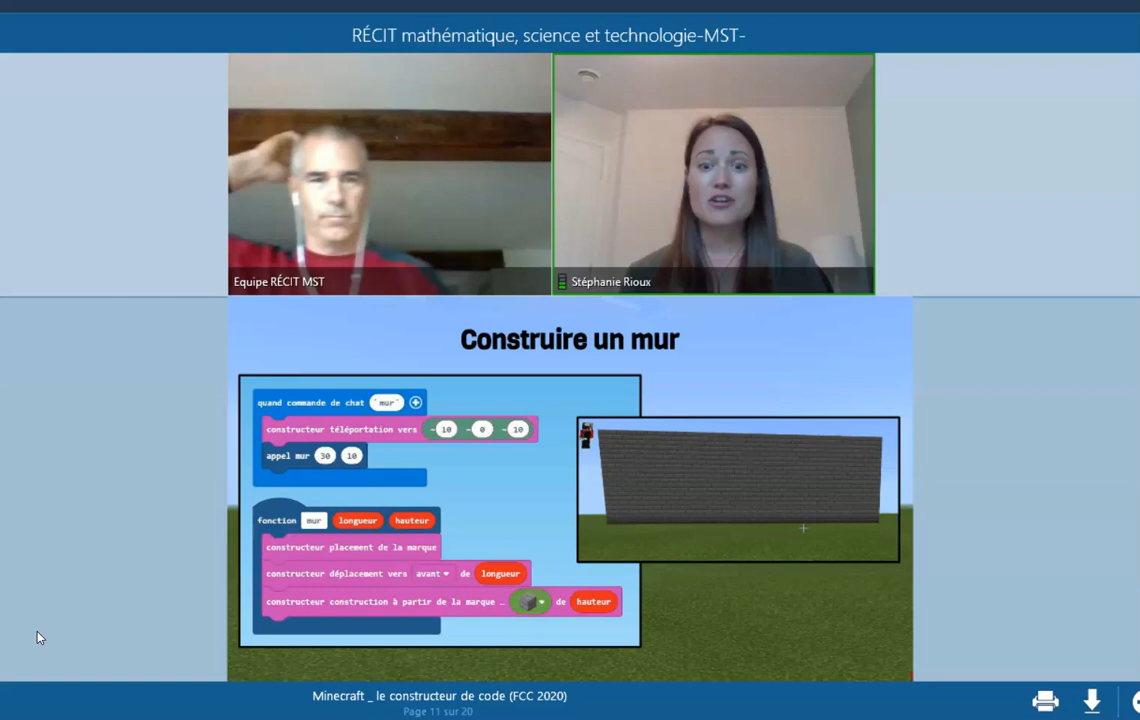 RÉCIT mathématique, science et technologie-MST-
Equipe RÉCIT MST
Stéphanie Rioux
Construire un mur
quand commande de chat "mur"
constructeur téléportation vers ~10 ~0 ~10
appel mur 30 10
fonction mur longueur hauteur
constructeur placement de la marque
constructeur déplacement vers avant de longueur
constructeur construction à partir de la marque … de hauteur
Minecraft _ le constructeur de code (FCC 2020)
Page 11 sur 20